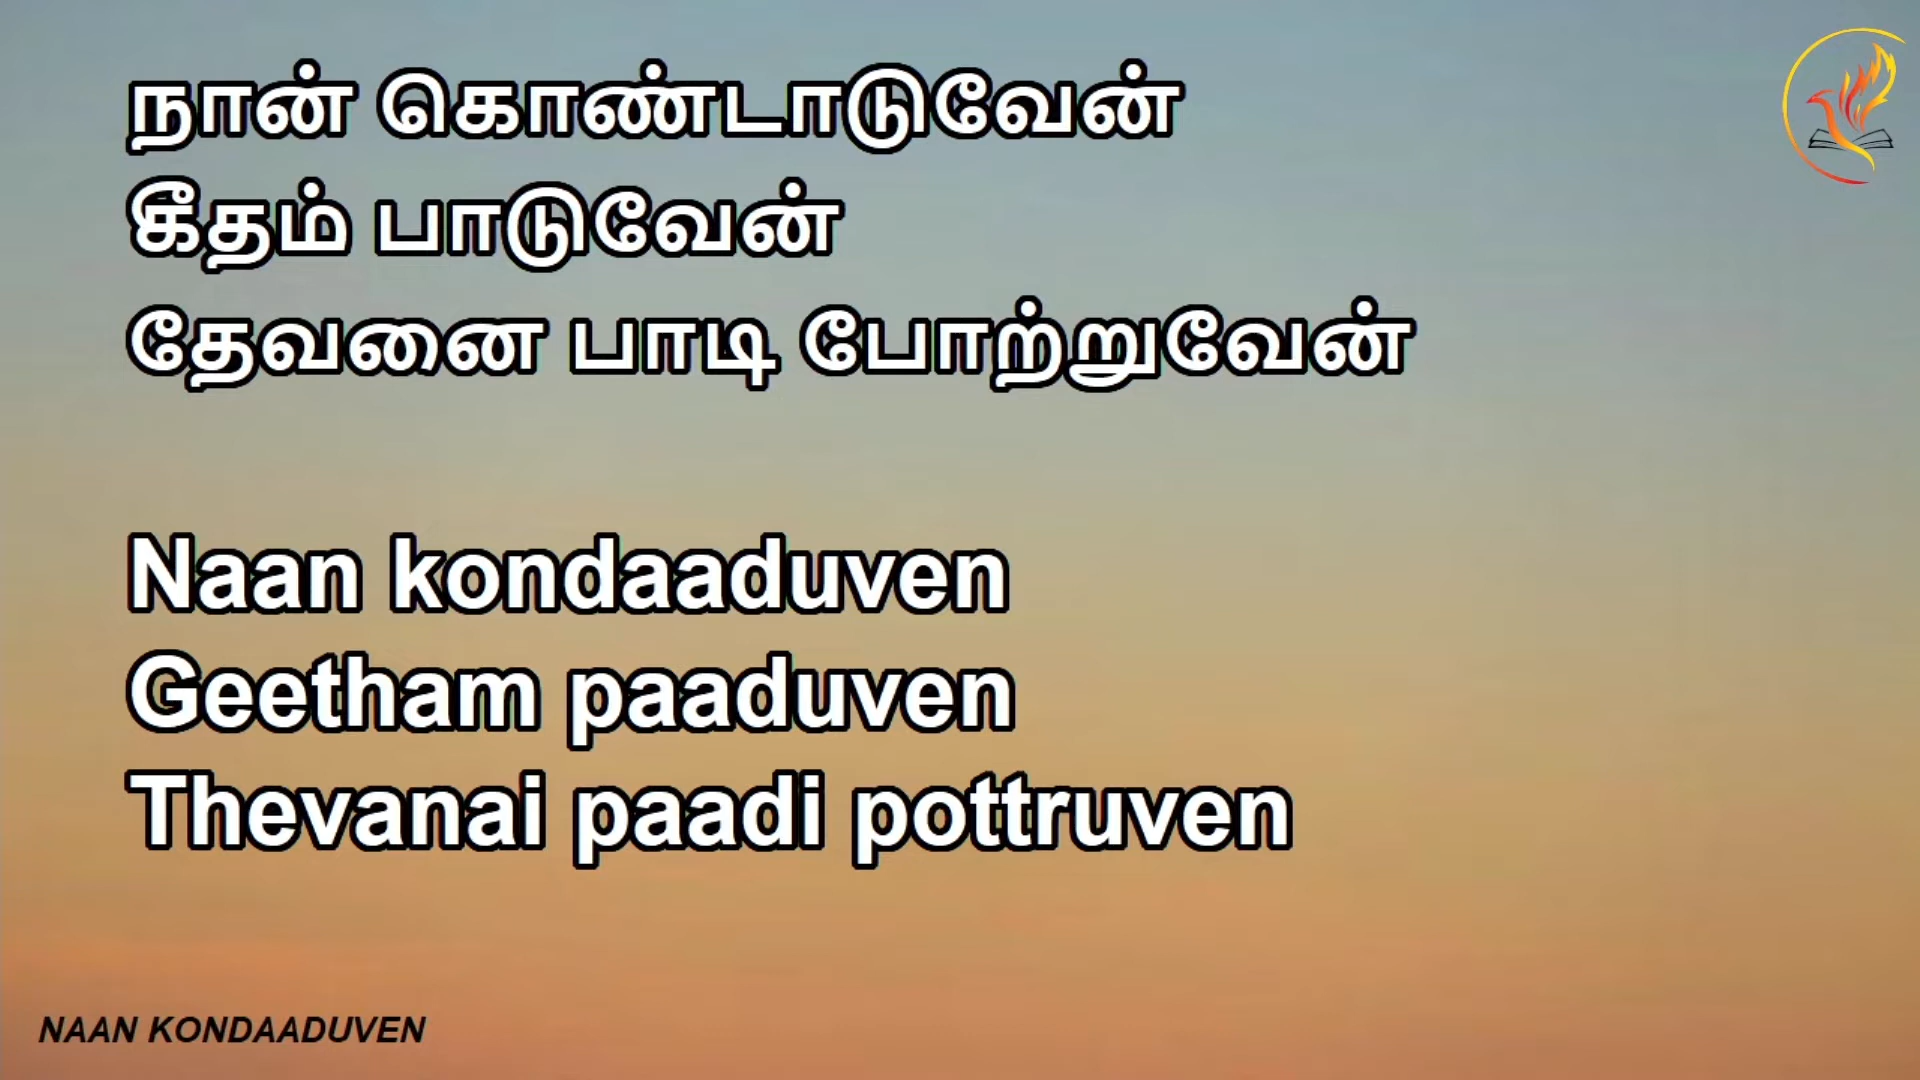 நான் கொண்டாடுவேன்
கீதம் பாடுவேன்
தேவனை பாடி போற்றுவேன்
Naan kondaaduven
Geetham paaduven
Thevanai paadi pottruven
NAAN KONDAADUVEN